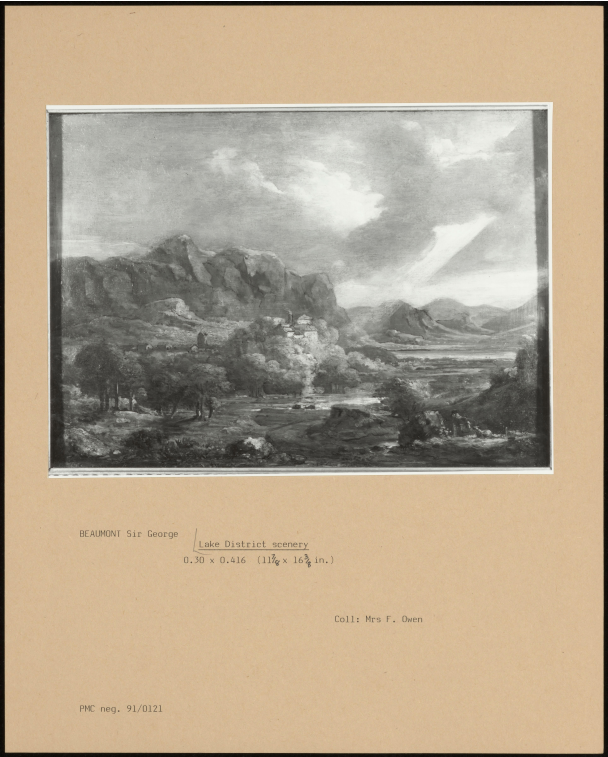 BEAUMONT Sir George
Lake District scenery
0.30 x 0.416 (11⅞ x 16⅜ in.)
Coll: Mrs F. Owen
PMC neg. 91/0121